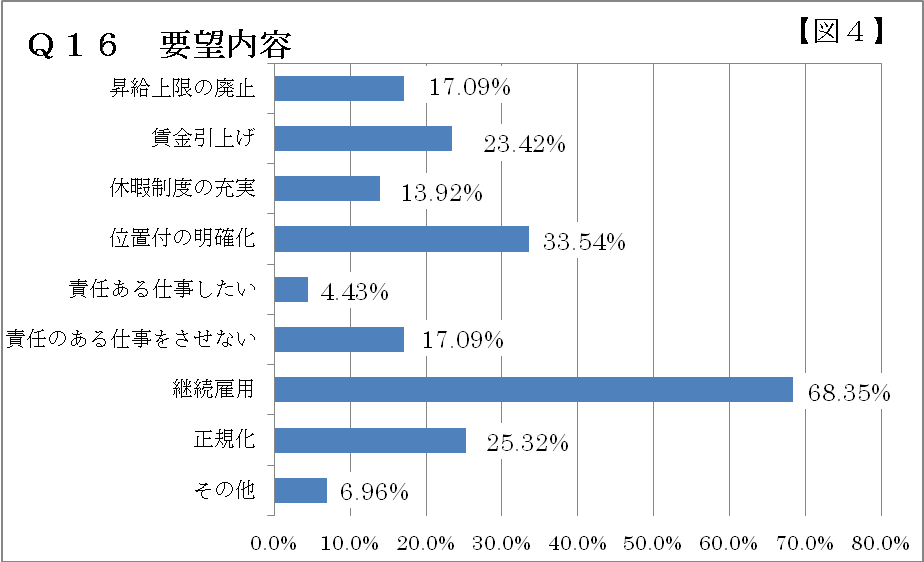 Ｑ１６　要望内容
【図４】
昇給上限の廃止
17.09%
賃金引上げ
23.42%
休暇制度の充実
13.92%
位置付の明確化
33.54%
責任ある仕事したい
4.43%
責任のある仕事をさせない
17.09%
継続雇用
68.35%
正規化
25.32%
その他
6.96%
0.0% 10.0% 20.0% 30.0% 40.0% 50.0% 60.0% 70.0% 80.0%